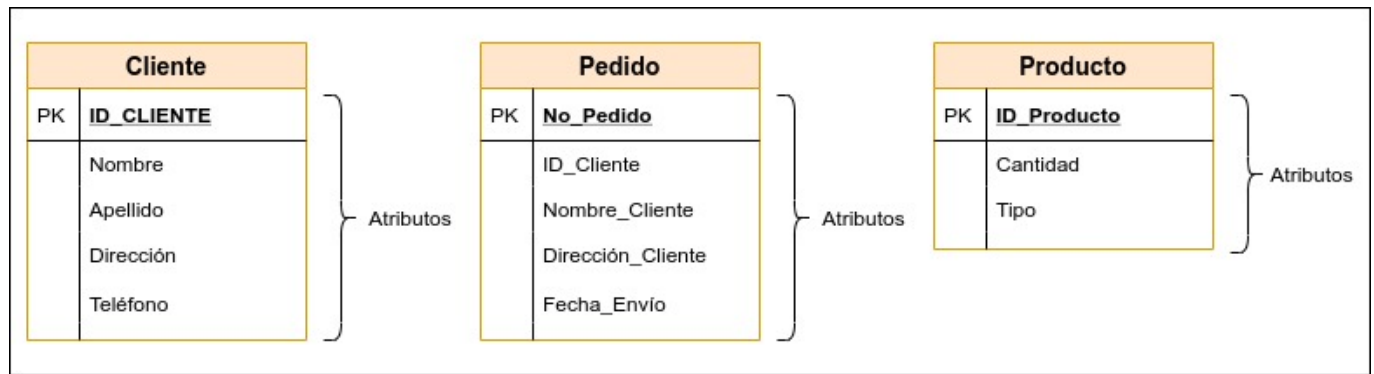 Cliente
PK ID_CLIENTE
Nombre
Apellido
Dirección
Teléfono
Atributos
Pedido
PK No_Pedido
ID_Cliente
Nombre_Cliente
Dirección_Cliente
Fecha_Envío
Atributos
Producto
PK ID_Producto
Cantidad
Tipo
Atributos